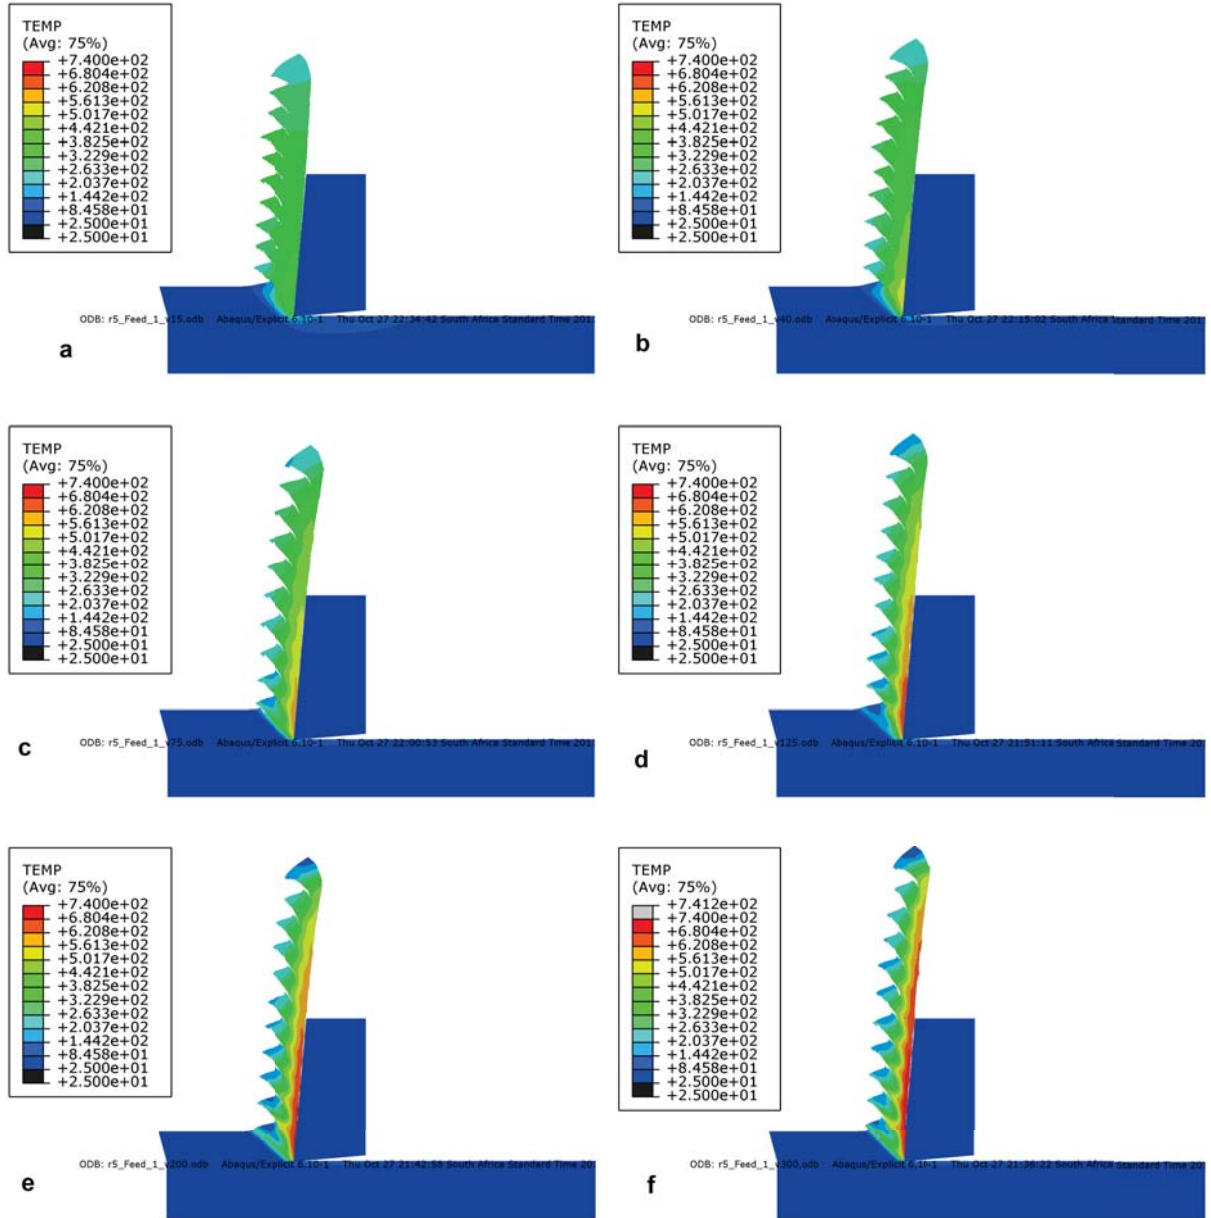 TEMP
(Avg: 75%)
+7.400e+02
+6.804e+02
+6.208e+02
+5.613e+02
+5.017e+02
+4.421e+02
+3.825e+02
+3.229e+02
+2.633e+02
+2.037e+02
+1.442e+02
+8.458e+01
+2.500e+01
+2.500e+01
ODB: r5_Feed_1_v15.odb Abaqus/Explicit 6.10-1 Thu Oct 27 22:34:42 South Africa Standard Time
a
TEMP
(Avg: 75%)
+7.400e+02
+6.804e+02
+6.208e+02
+5.613e+02
+5.017e+02
+4.421e+02
+3.825e+02
+3.229e+02
+2.633e+02
+2.037e+02
+1.442e+02
+8.458e+01
+2.500e+01
+2.500e+01
ODB: r5_Feed_1_v40.odb Abaqus/Explicit 6.10-1 Thu Oct 27 22:15:02 South Africa Standard Time
b
TEMP
(Avg: 75%)
+7.400e+02
+6.804e+02
+6.208e+02
+5.613e+02
+5.017e+02
+4.421e+02
+3.825e+02
+3.229e+02
+2.633e+02
+2.037e+02
+1.442e+02
+8.458e+01
+2.500e+01
+2.500e+01
ODB: r5_Feed_1_v75.odb Abaqus/Explicit 6.10-1 Thu Oct 27 22:00:53 South Africa Standard Time
c
TEMP
(Avg: 75%)
+7.400e+02
+6.804e+02
+6.208e+02
+5.613e+02
+5.017e+02
+4.421e+02
+3.825e+02
+3.229e+02
+2.633e+02
+2.037e+02
+1.442e+02
+8.458e+01
+2.500e+01
+2.500e+01
ODB: r5_Feed_1_v125.odb Abaqus/Explicit 6.10-1 Thu Oct 27 21:51:11 South Africa Standard Time
d
TEMP
(Avg: 75%)
+7.400e+02
+6.804e+02
+6.208e+02
+5.613e+02
+5.017e+02
+4.421e+02
+3.825e+02
+3.229e+02
+2.633e+02
+2.037e+02
+1.442e+02
+8.458e+01
+2.500e+01
+2.500e+01
ODB: r5_Feed_1_v200.odb Abaqus/Explicit 6.10-1 Thu Oct 27 21:42:58 South Africa Standard Time
e
TEMP
(Avg: 75%)
+7.412e+02
+7.400e+02
+6.804e+02
+6.208e+02
+5.613e+02
+5.017e+02
+4.421e+02
+3.825e+02
+3.229e+02
+2.633e+02
+2.037e+02
+1.442e+02
+8.458e+01
+2.500e+01
+2.500e+01
ODB: r5_Feed_1_v300.odb Abaqus/Explicit 6.10-1 Thu Oct 27 21:36:22 South Africa Standard Time
f